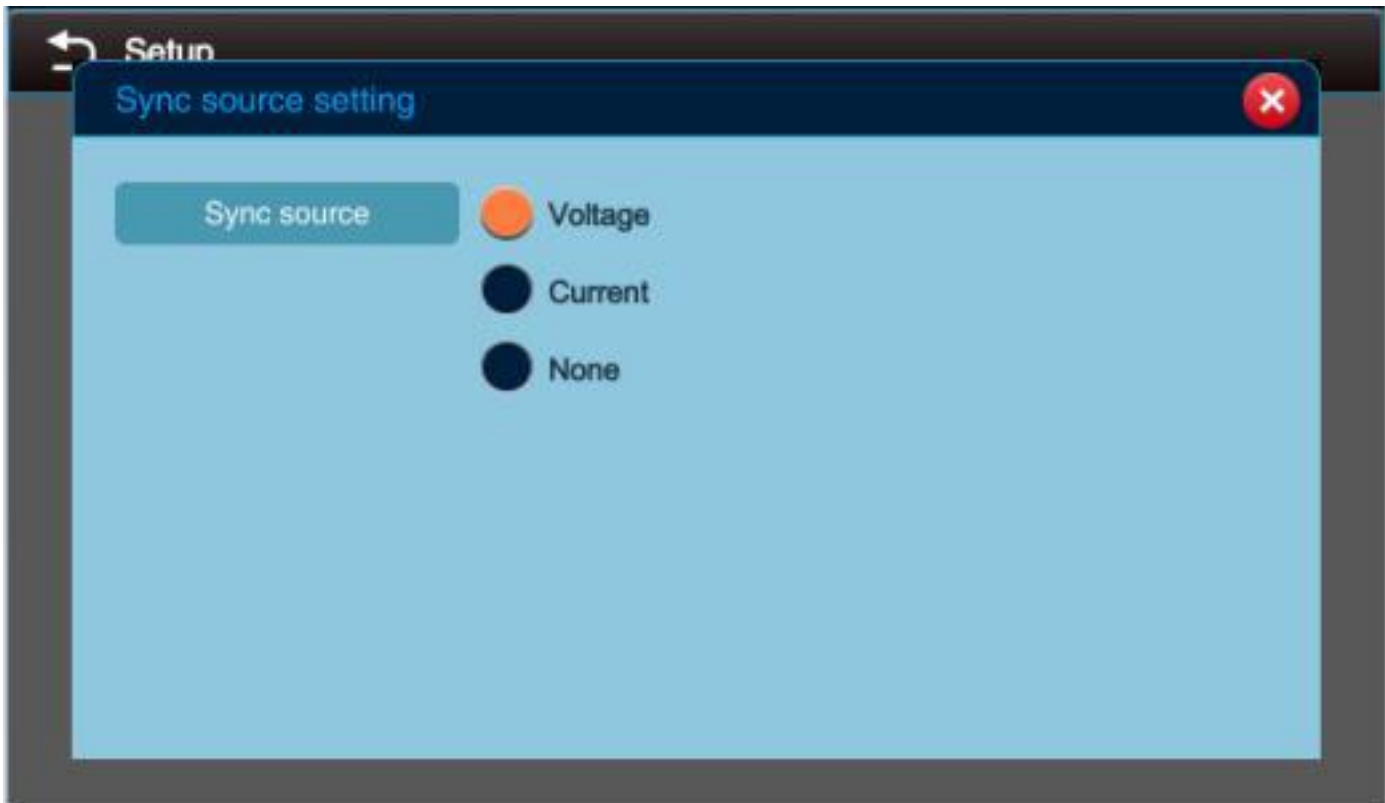 Setup
Sync source setting
Sync source
Voltage
Current
None